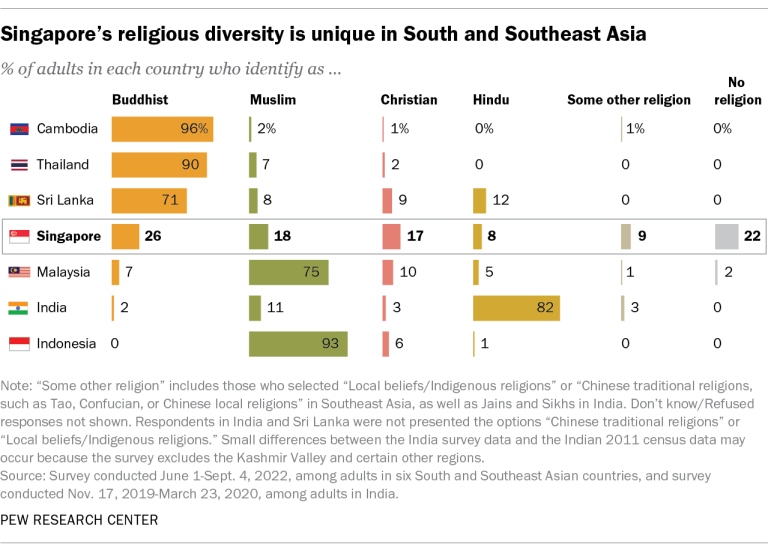 Singapore’s religious diversity is unique in South and Southeast Asia
% of adults in each country who identify as ...
Buddhist Muslim Christian Hindu Some other religion No religion
Cambodia 96% 2% 1% 0% 1% 0%
Thailand 90 7 2 0 0 0
Sri Lanka 71 8 9 12 0 0
Singapore 26 18 17 8 9 22
Malaysia 7 75 10 5 1 2
India 2 11 3 82 3 0
Indonesia 0 93 6 1 0 0
Note: “Some other religion” includes those who selected “Local beliefs/Indigenous religions” or “Chinese traditional religions,
such as Tao, Confucian, or Chinese local religions” in Southeast Asia, as well as Jains and Sikhs in India. Don’t know/Refused
responses not shown. Respondents in India and Sri Lanka were not presented the options “Chinese traditional religions” or
“Local beliefs/Indigenous religions.” Small differences between the India survey data and the Indian 2011 census data may
occur because the survey excludes the Kashmir Valley and certain other regions.
Source: Survey conducted June 1-Sept. 4, 2022, among adults in six South and Southeast Asian countries, and survey
conducted Nov. 17, 2019-March 23, 2020, among adults in India.
PEW RESEARCH CENTER